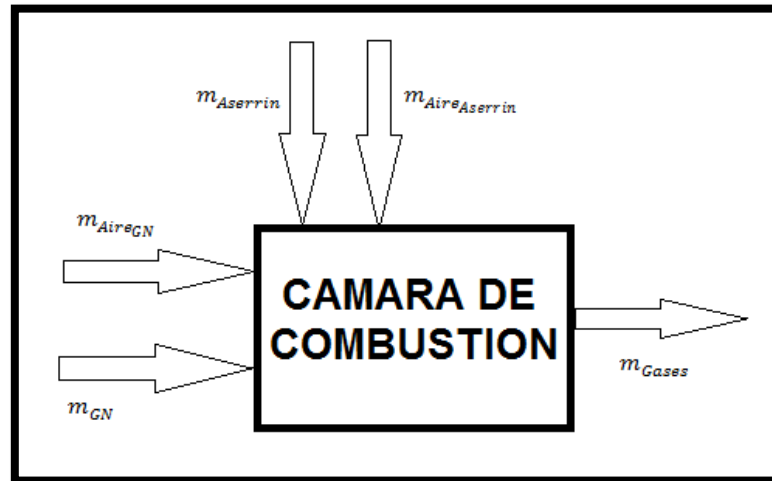 m_Aserrin
m_Aire_Aserrin
m_Aire_GN
CAMARA DE
COMBUSTION
m_Gases
m_GN